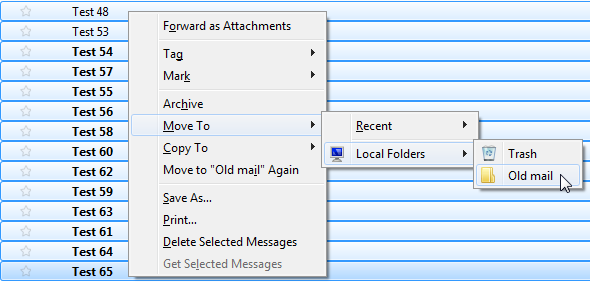 Test 48
Test 53
Test 54
Test 57
Test 55
Test 56
Test 58
Test 60
Test 62
Test 59
Test 63
Test 61
Test 64
Test 65
Forward as Attachments
Tag
Mark
Archive
Move To
Copy To
Move to "Old mail" Again
Save As...
Print...
Delete Selected Messages
Get Selected Messages
Recent
Local Folders
Trash
Old mail